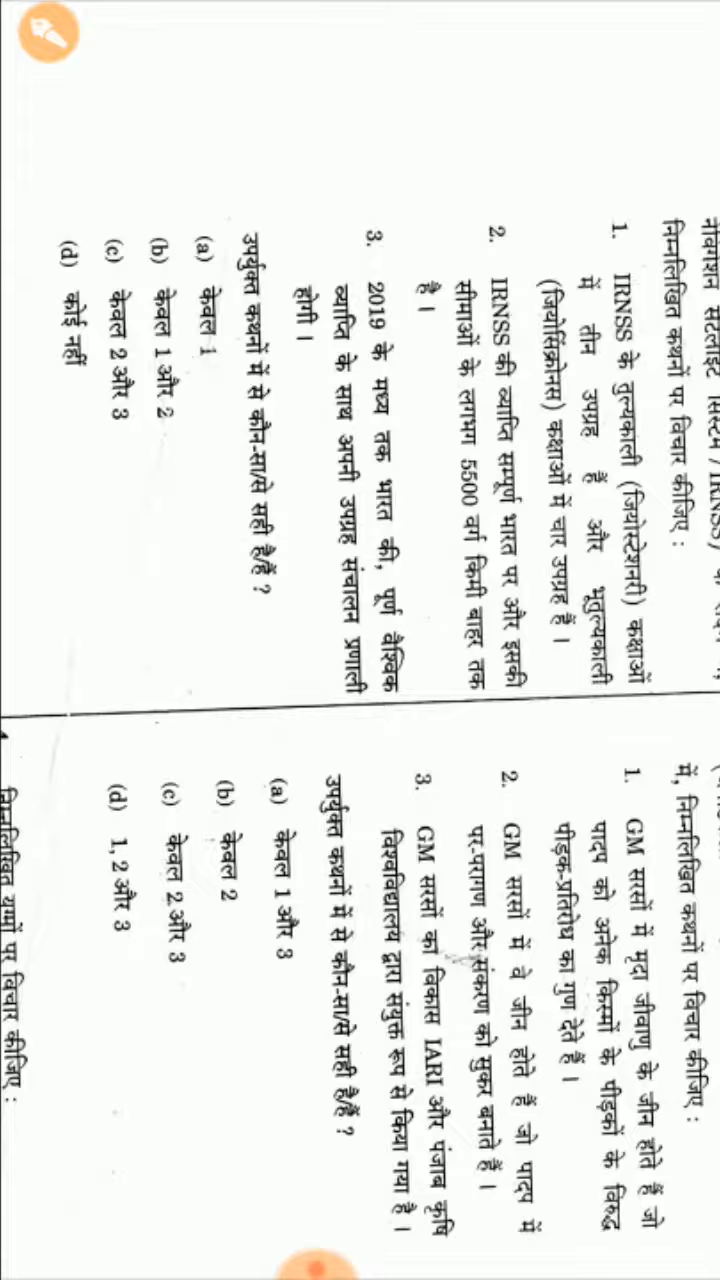 निम्नलिखित कथनों पर विचार कीजिए :
1. IRNSS के तुल्यकाली (जियोस्टेशनरी) कक्षाओं
में तीन उपग्रह हैं और भूतुल्यकाली
(जियोसिंक्रोनस) कक्षाओं में चार उपग्रह हैं ।
2. IRNSS की व्याप्ति सम्पूर्ण भारत पर और इसकी
सीमाओं के लगभग 5500 वर्ग किमी बाहर तक
है ।
3. 2019 के मध्य तक भारत की, पूर्ण वैश्विक
व्याप्ति के साथ अपनी उपग्रह संचालन प्रणाली
होगी ।
उपर्युक्त कथनों में से कौन-सा/से सही है/हैं ?
(a) केवल 1
(b) केवल 1 और 2
(c) केवल 2 और 3
(d) कोई नहीं
में, निम्नलिखित कथनों पर विचार कीजिए :
1. GM सरसों में मृदा जीवाणु के जीन होते हैं जो
पादप को अनेक किस्मों के पीड़कों के विरुद्ध
पीड़क-प्रतिरोध का गुण देते हैं ।
2. GM सरसों में वे जीन होते हैं जो पादप में
पर-परागण और संकरण को सुकर बनाते हैं ।
3. GM सरसों का विकास IARI और पंजाब कृषि
विश्वविद्यालय द्वारा संयुक्त रूप से किया गया है ।
उपर्युक्त कथनों में से कौन-सा/से सही है/हैं ?
(a) केवल 1 और 3
(b) केवल 2
(c) केवल 2 और 3
(d) 1, 2 और 3
निम्नलिखित युग्मों पर विचार कीजिए :